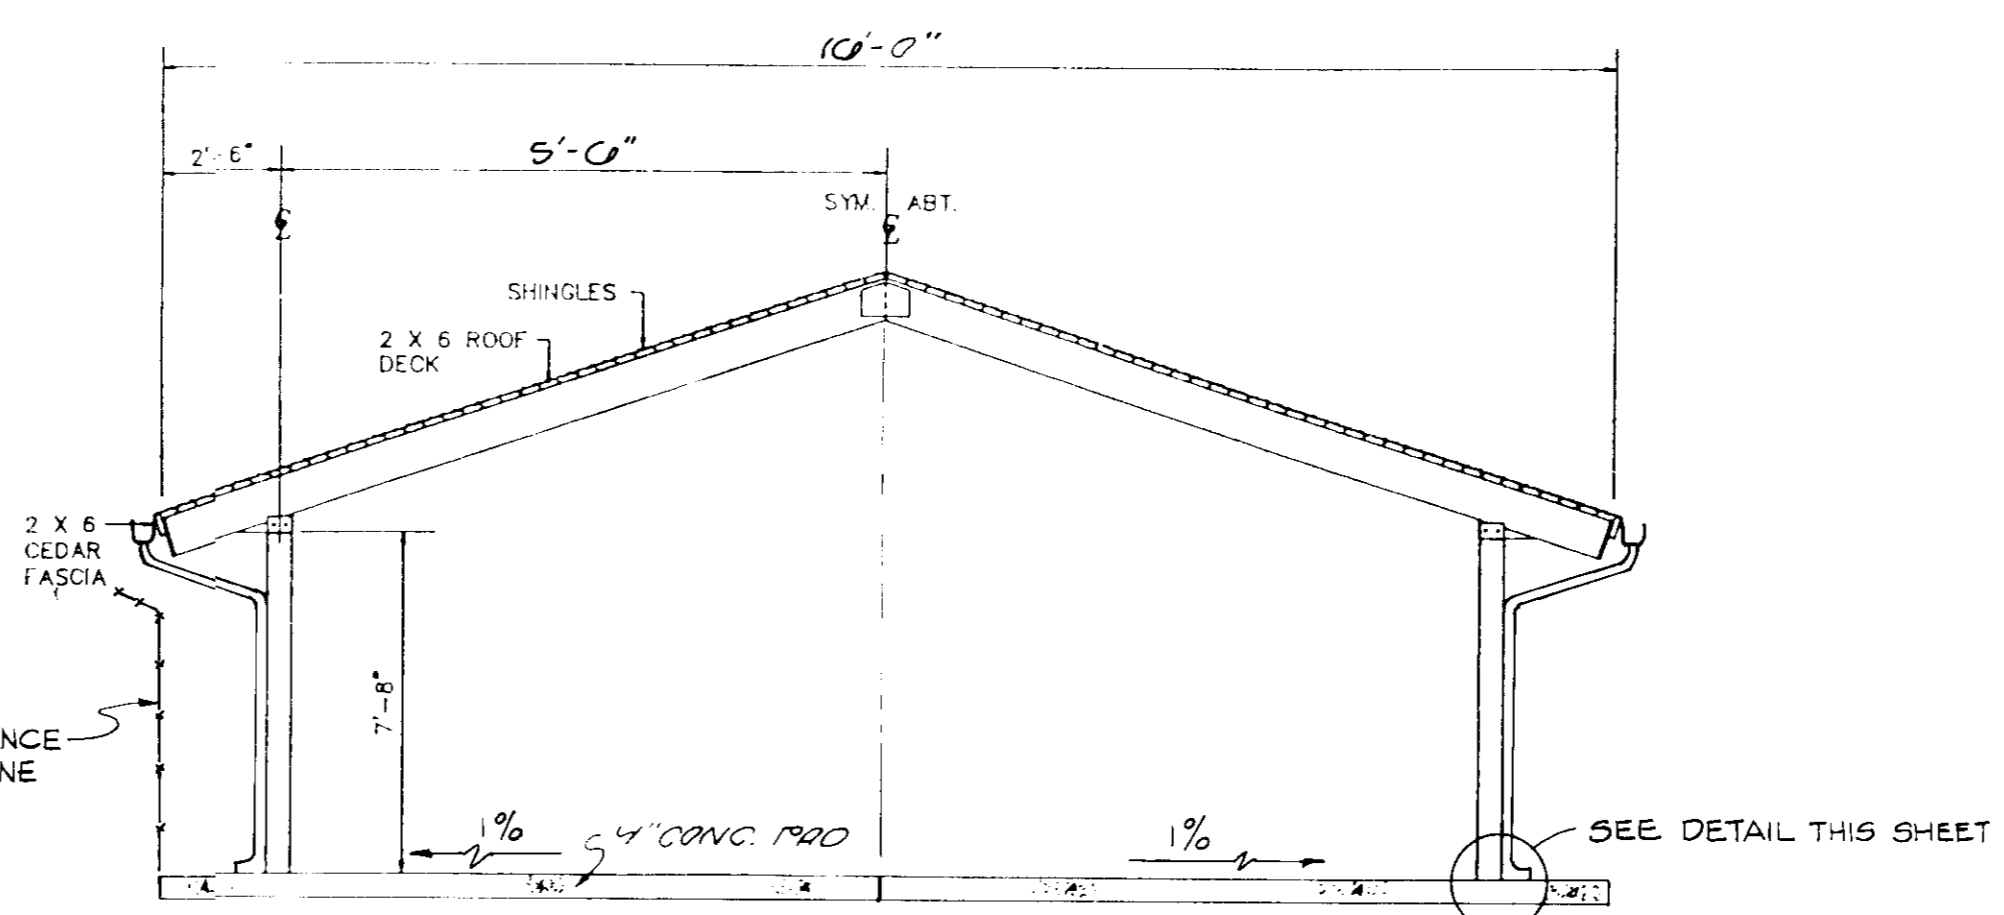 16'-0"
2'-6"
5'-6"
SYM. ABT.
℄
℄
SHINGLES
2 X 6 ROOF
DECK
2 X 6
CEDAR
FASCIA
7'-8"
NCE
NE
1%
4" CONC. PAD
1%
SEE DETAIL THIS SHEET